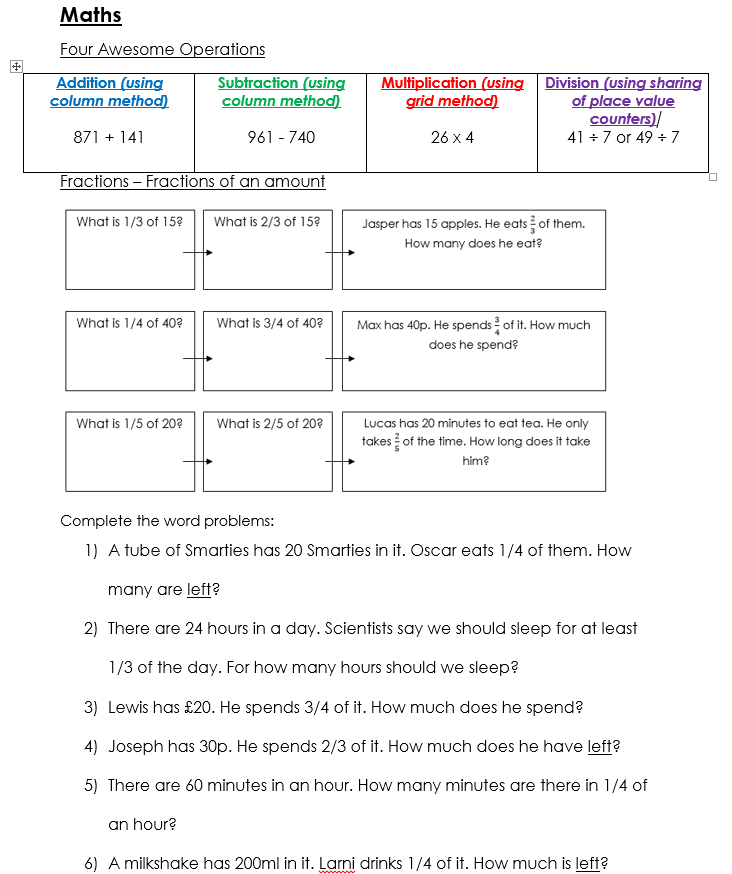 Maths
Four Awesome Operations
Addition (using
column method)
871 + 141
Subtraction (using
column method)
961 - 740
Multiplication (using
grid method)
26 x 4
Division (using sharing
of place value
counters)/
41 ÷ 7 or 49 ÷ 7
Fractions – Fractions of an amount
What is 1/3 of 15?
What is 2/3 of 15?
Jasper has 15 apples. He eats 2/3 of them.
How many does he eat?
What is 1/4 of 40?
What is 3/4 of 40?
Max has 40p. He spends 3/4 of it. How much
does he spend?
What is 1/5 of 20?
What is 2/5 of 20?
Lucas has 20 minutes to eat tea. He only
takes 2/5 of the time. How long does it take
him?
Complete the word problems:
1) A tube of Smarties has 20 Smarties in it. Oscar eats 1/4 of them. How
many are left?
2) There are 24 hours in a day. Scientists say we should sleep for at least
1/3 of the day. For how many hours should we sleep?
3) Lewis has £20. He spends 3/4 of it. How much does he spend?
4) Joseph has 30p. He spends 2/3 of it. How much does he have left?
5) There are 60 minutes in an hour. How many minutes are there in 1/4 of
an hour?
6) A milkshake has 200ml in it. Larni drinks 1/4 of it. How much is left?